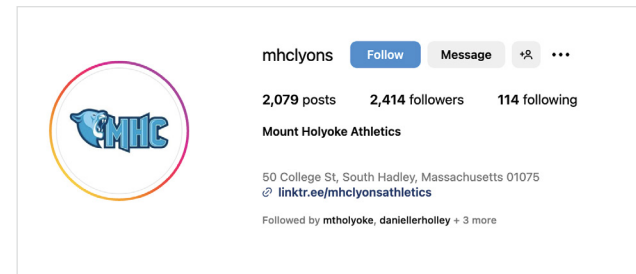 mhclyons Follow Message
2,079 posts 2,414 followers 114 following
Mount Holyoke Athletics
MHC
50 College St, South Hadley, Massachusetts 01075
linktr.ee/mhclyonsathletics
Followed by mtholyoke, daniellerholley + 3 more